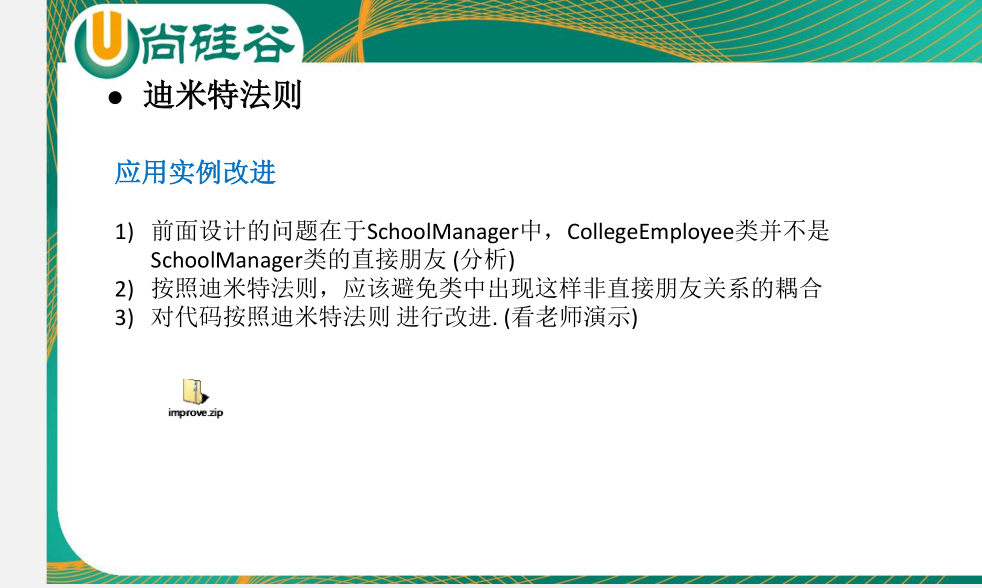 尚硅谷
● 迪米特法则
应用实例改进
1) 前面设计的问题在于SchoolManager中，CollegeEmployee类并不是
SchoolManager类的直接朋友 (分析)
2) 按照迪米特法则，应该避免类中出现这样非直接朋友关系的耦合
3) 对代码按照迪米特法则 进行改进. (看老师演示)
improve.zip